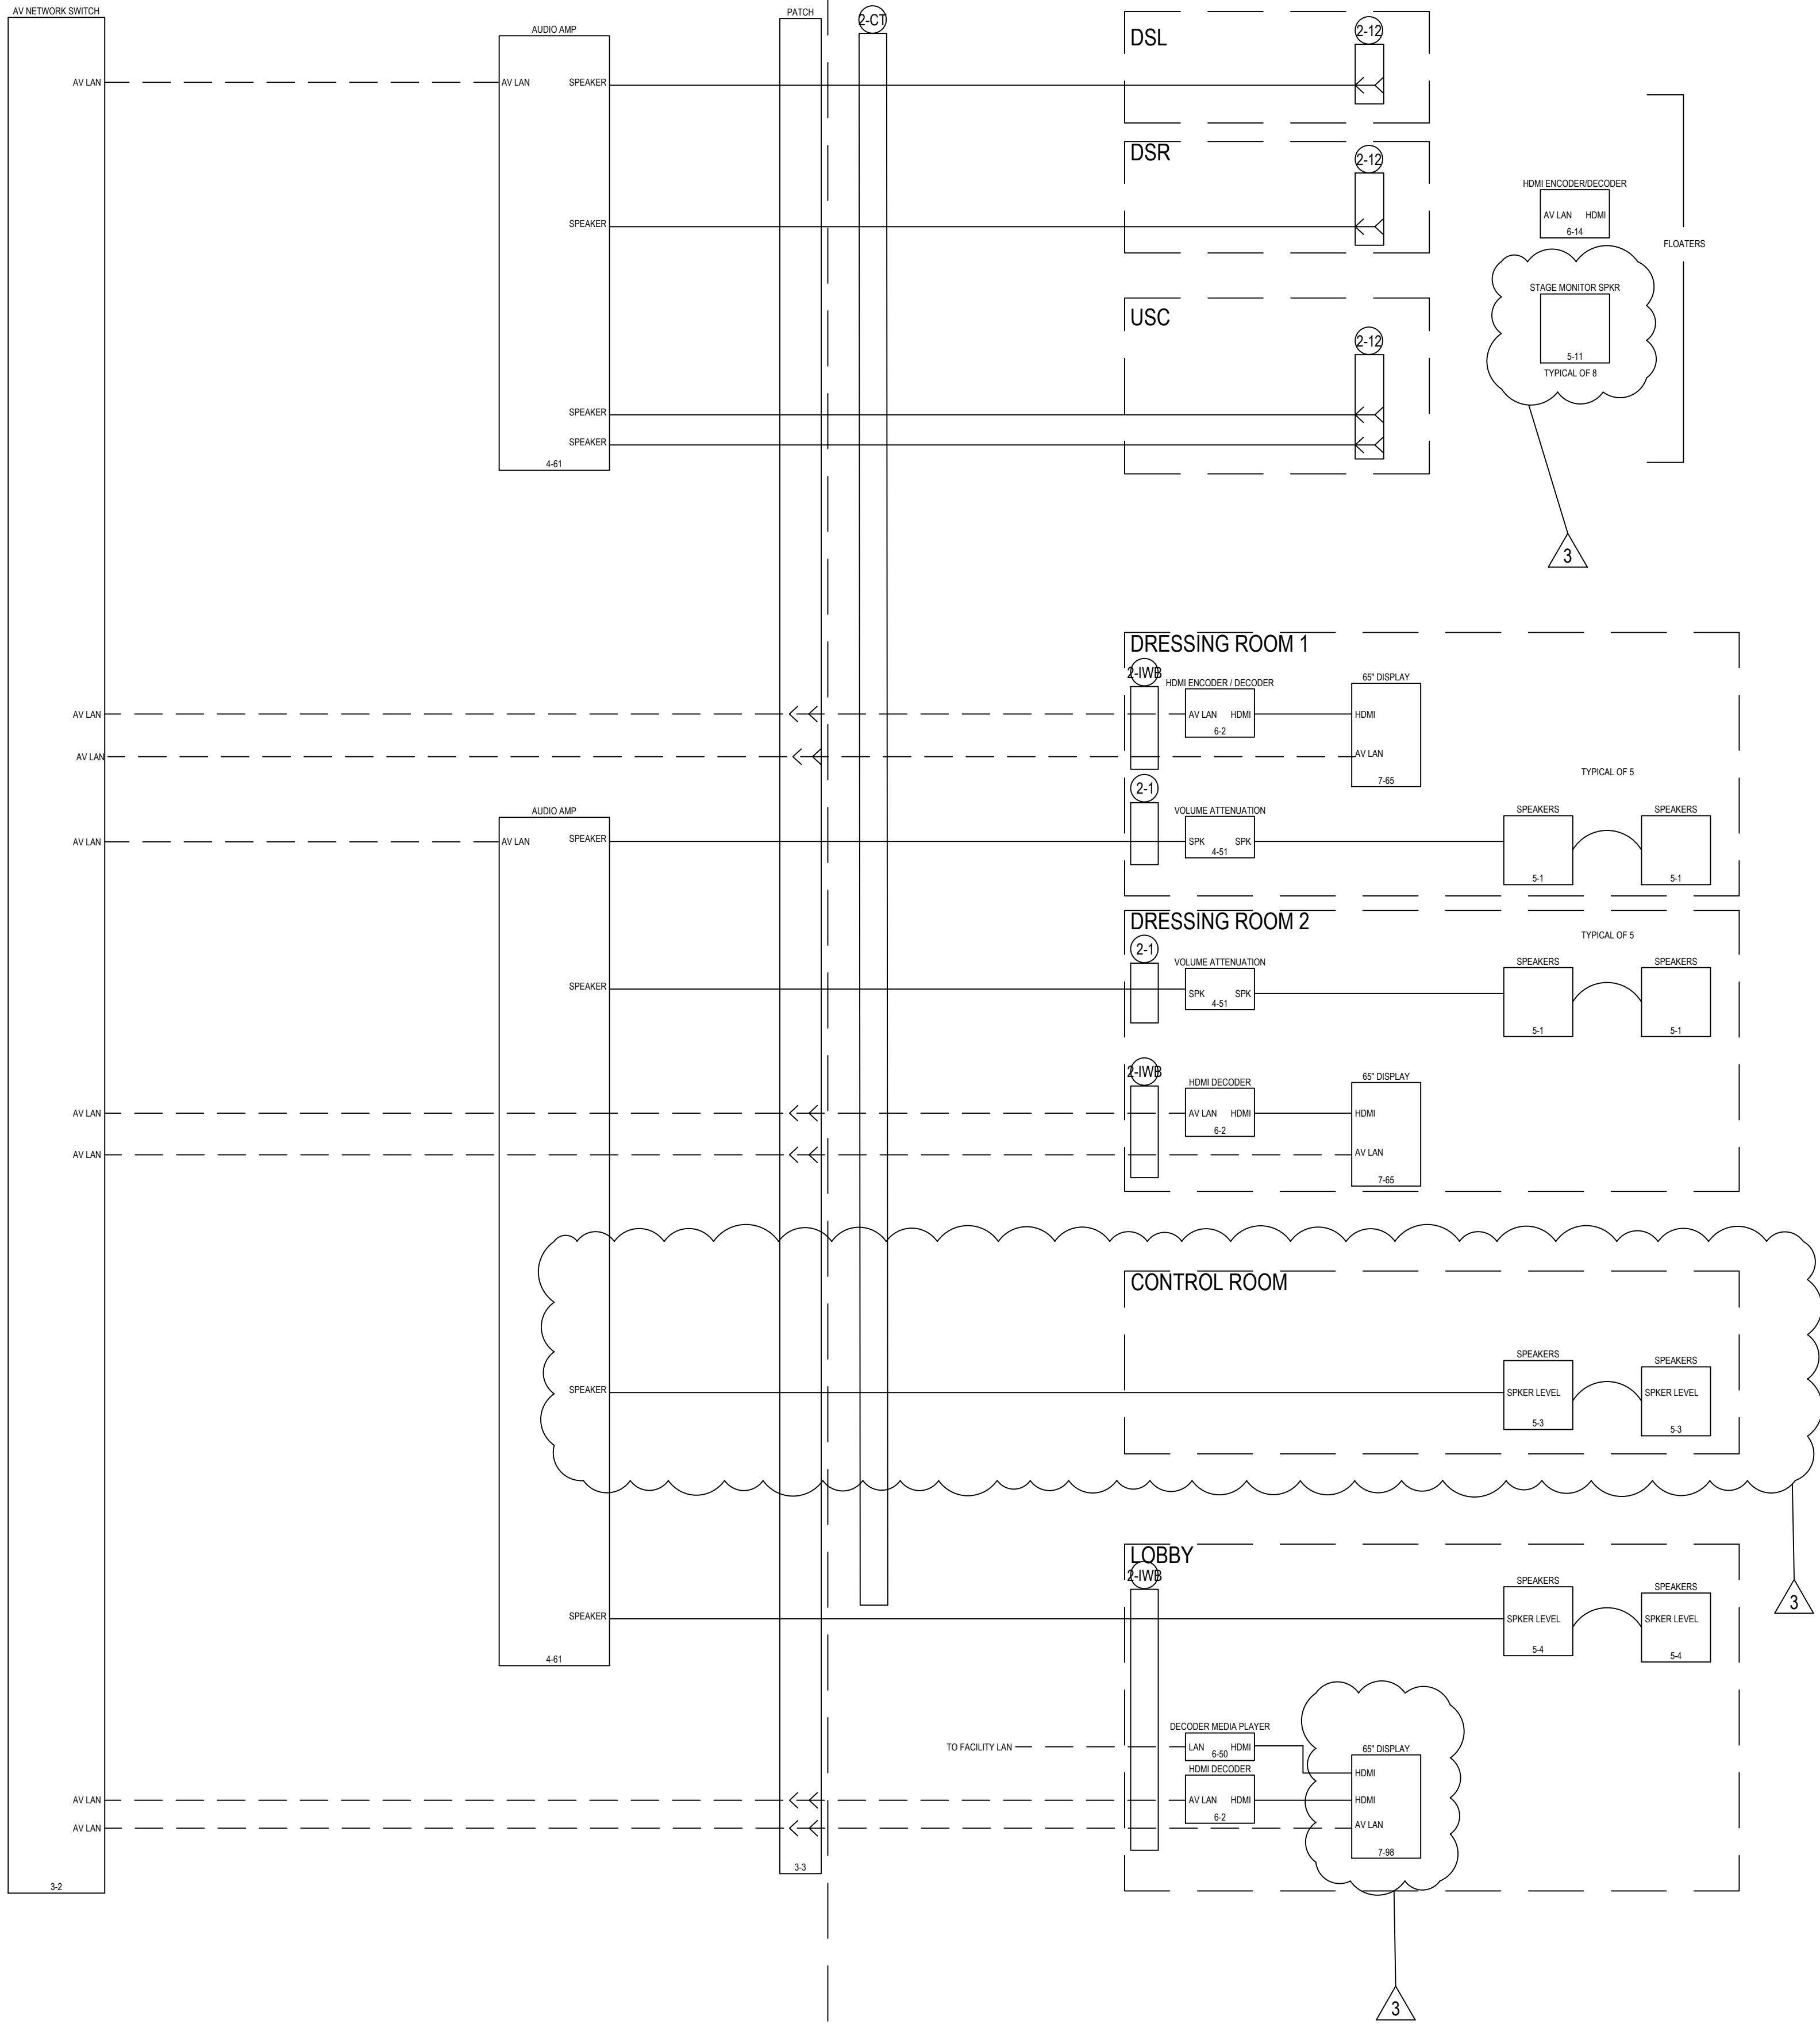 AV NETWORK SWITCH
AV LAN
AV LAN
AV LAN
AV LAN
AV LAN
AV LAN
AV LAN
AV LAN
3-2
AUDIO AMP
AV LAN
SPEAKER
SPEAKER
SPEAKER
SPEAKER
4-61
AUDIO AMP
AV LAN
SPEAKER
SPEAKER
SPEAKER
SPEAKER
4-61
PATCH
3-3
2-CT
DSL
2-12
DSR
2-12
USC
2-12
HDMI ENCODER/DECODER
AV LAN HDMI
6-14
FLOATERS
STAGE MONITOR SPKR
5-11
TYPICAL OF 8
3
DRESSING ROOM 1
2-IWB
HDMI ENCODER / DECODER
AV LAN HDMI
6-2
65" DISPLAY
HDMI
AV LAN
7-65
TYPICAL OF 5
2-1
VOLUME ATTENUATION
SPK SPK
4-51
SPEAKERS
5-1
SPEAKERS
5-1
DRESSING ROOM 2
TYPICAL OF 5
2-1
VOLUME ATTENUATION
SPK SPK
4-51
SPEAKERS
5-1
SPEAKERS
5-1
2-IWB
HDMI DECODER
AV LAN HDMI
6-2
65" DISPLAY
HDMI
AV LAN
7-65
CONTROL ROOM
SPEAKERS
SPKER LEVEL
5-3
SPEAKERS
SPKER LEVEL
5-3
3
LOBBY
2-IWB
SPEAKERS
SPKER LEVEL
5-4
SPEAKERS
SPKER LEVEL
5-4
TO FACILITY LAN
DECODER MEDIA PLAYER
LAN HDMI
6-50
HDMI DECODER
AV LAN HDMI
6-2
65" DISPLAY
HDMI
HDMI
AV LAN
7-98
3